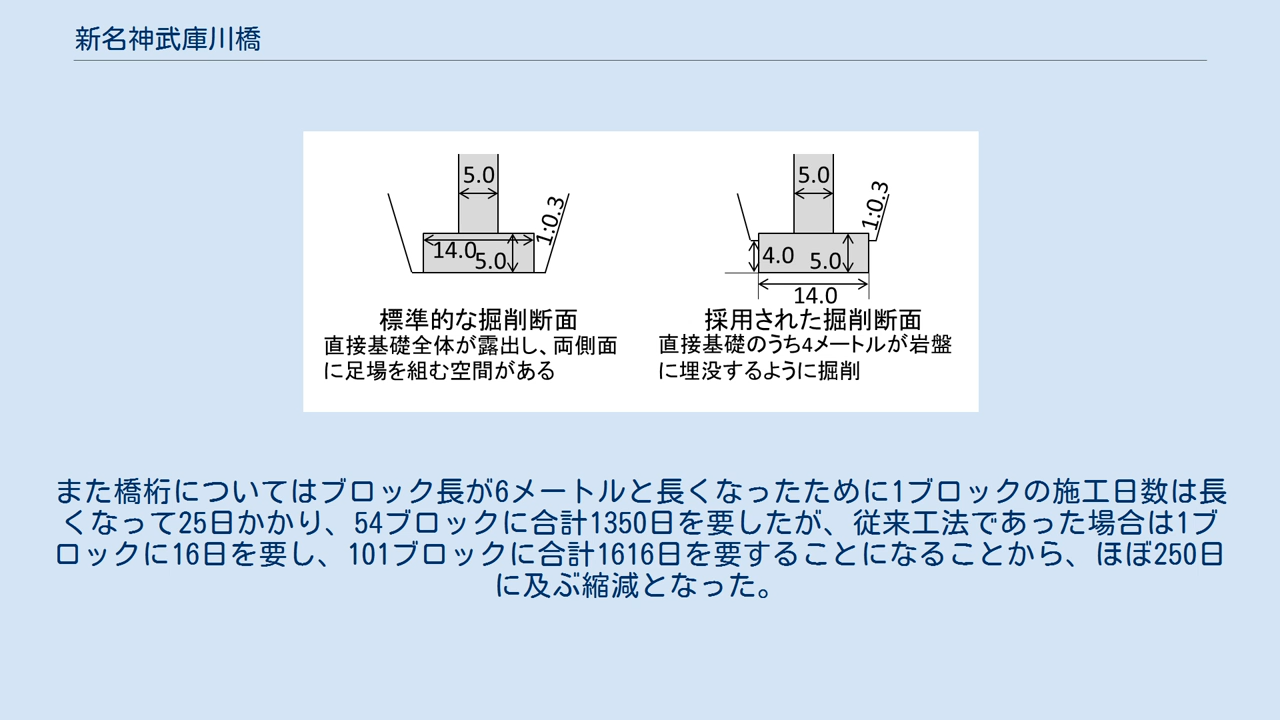 新名神武庫川橋
5.0
1:0.3
14.0
5.0
標準的な掘削断面
直接基礎全体が露出し、両側面
に足場を組む空間がある
5.0
1:0.3
4.0
5.0
14.0
採用された掘削断面
直接基礎のうち4メートルが岩盤
に埋没するように掘削
また橋桁についてはブロック長が6メートルと長くなったために1ブロックの施工日数は長
くなって25日かかり、54ブロックに合計1350日を要したが、従来工法であった場合は1ブ
ロックに16日を要し、101ブロックに合計1616日を要することになることから、ほぼ250日
に及ぶ縮減となった。